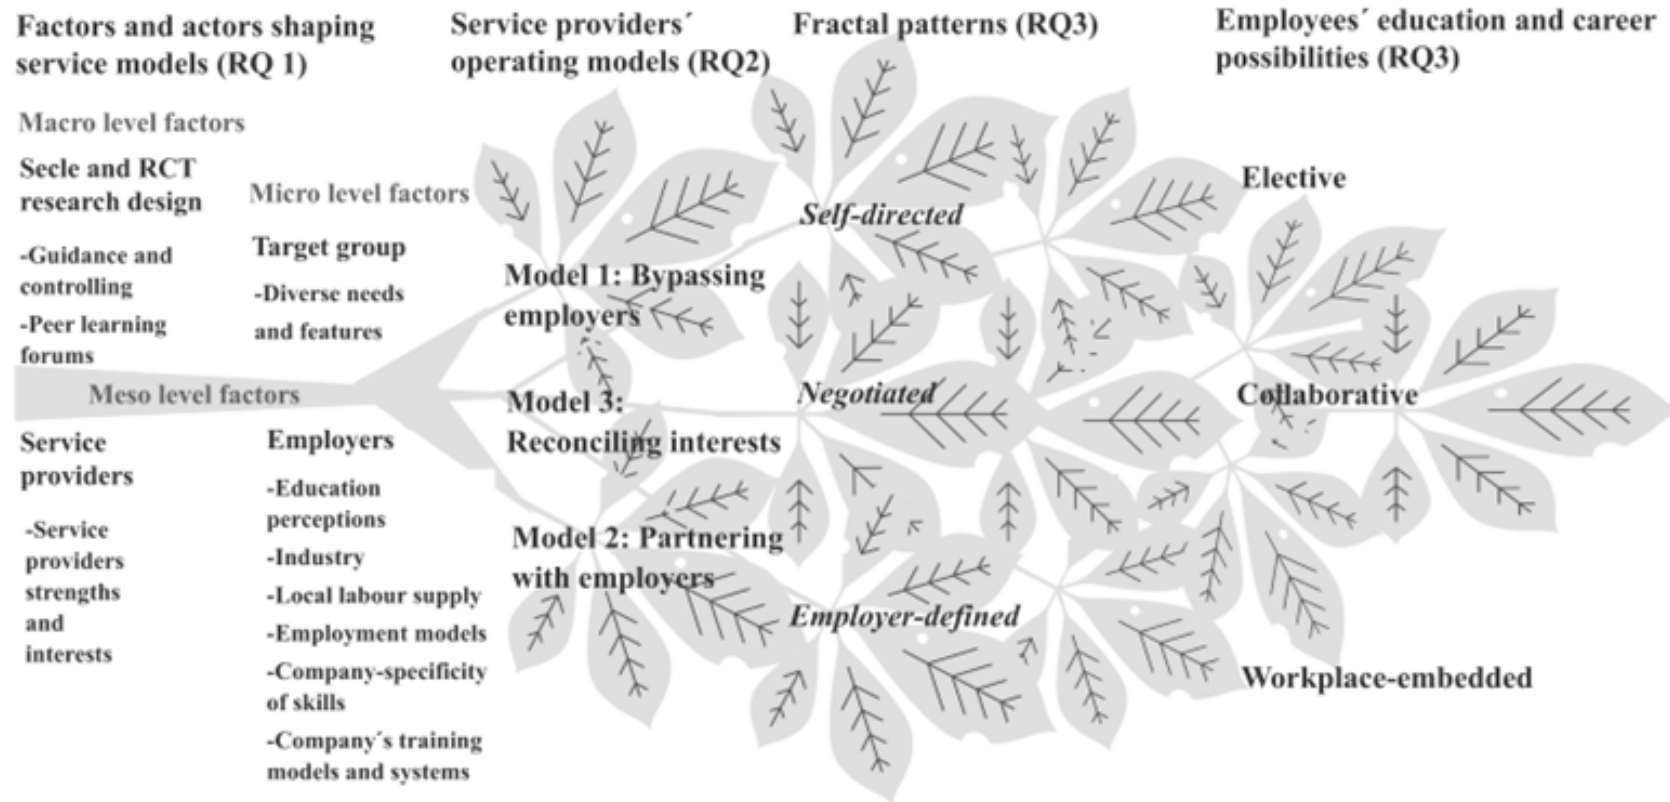 Factors and actors shaping
service models (RQ 1)
Macro level factors
Secle and RCT
research design
-Guidance and
controlling
-Peer learning
forums
Micro level factors
Target group
-Diverse needs
and features
Meso level factors
Service
providers
-Service
providers
strengths
and
interests
Employers
-Education
perceptions
-Industry
-Local labour supply
-Employment models
-Company-specificity
of skills
-Company´s training
models and systems
Service providers´
operating models (RQ2)
Model 1: Bypassing
employers
Model 3:
Reconciling interests
Model 2: Partnering
with employers
Fractal patterns (RQ3)
Self-directed
Negotiated
Employer-defined
Employees´ education and career
possibilities (RQ3)
Elective
Collaborative
Workplace-embedded